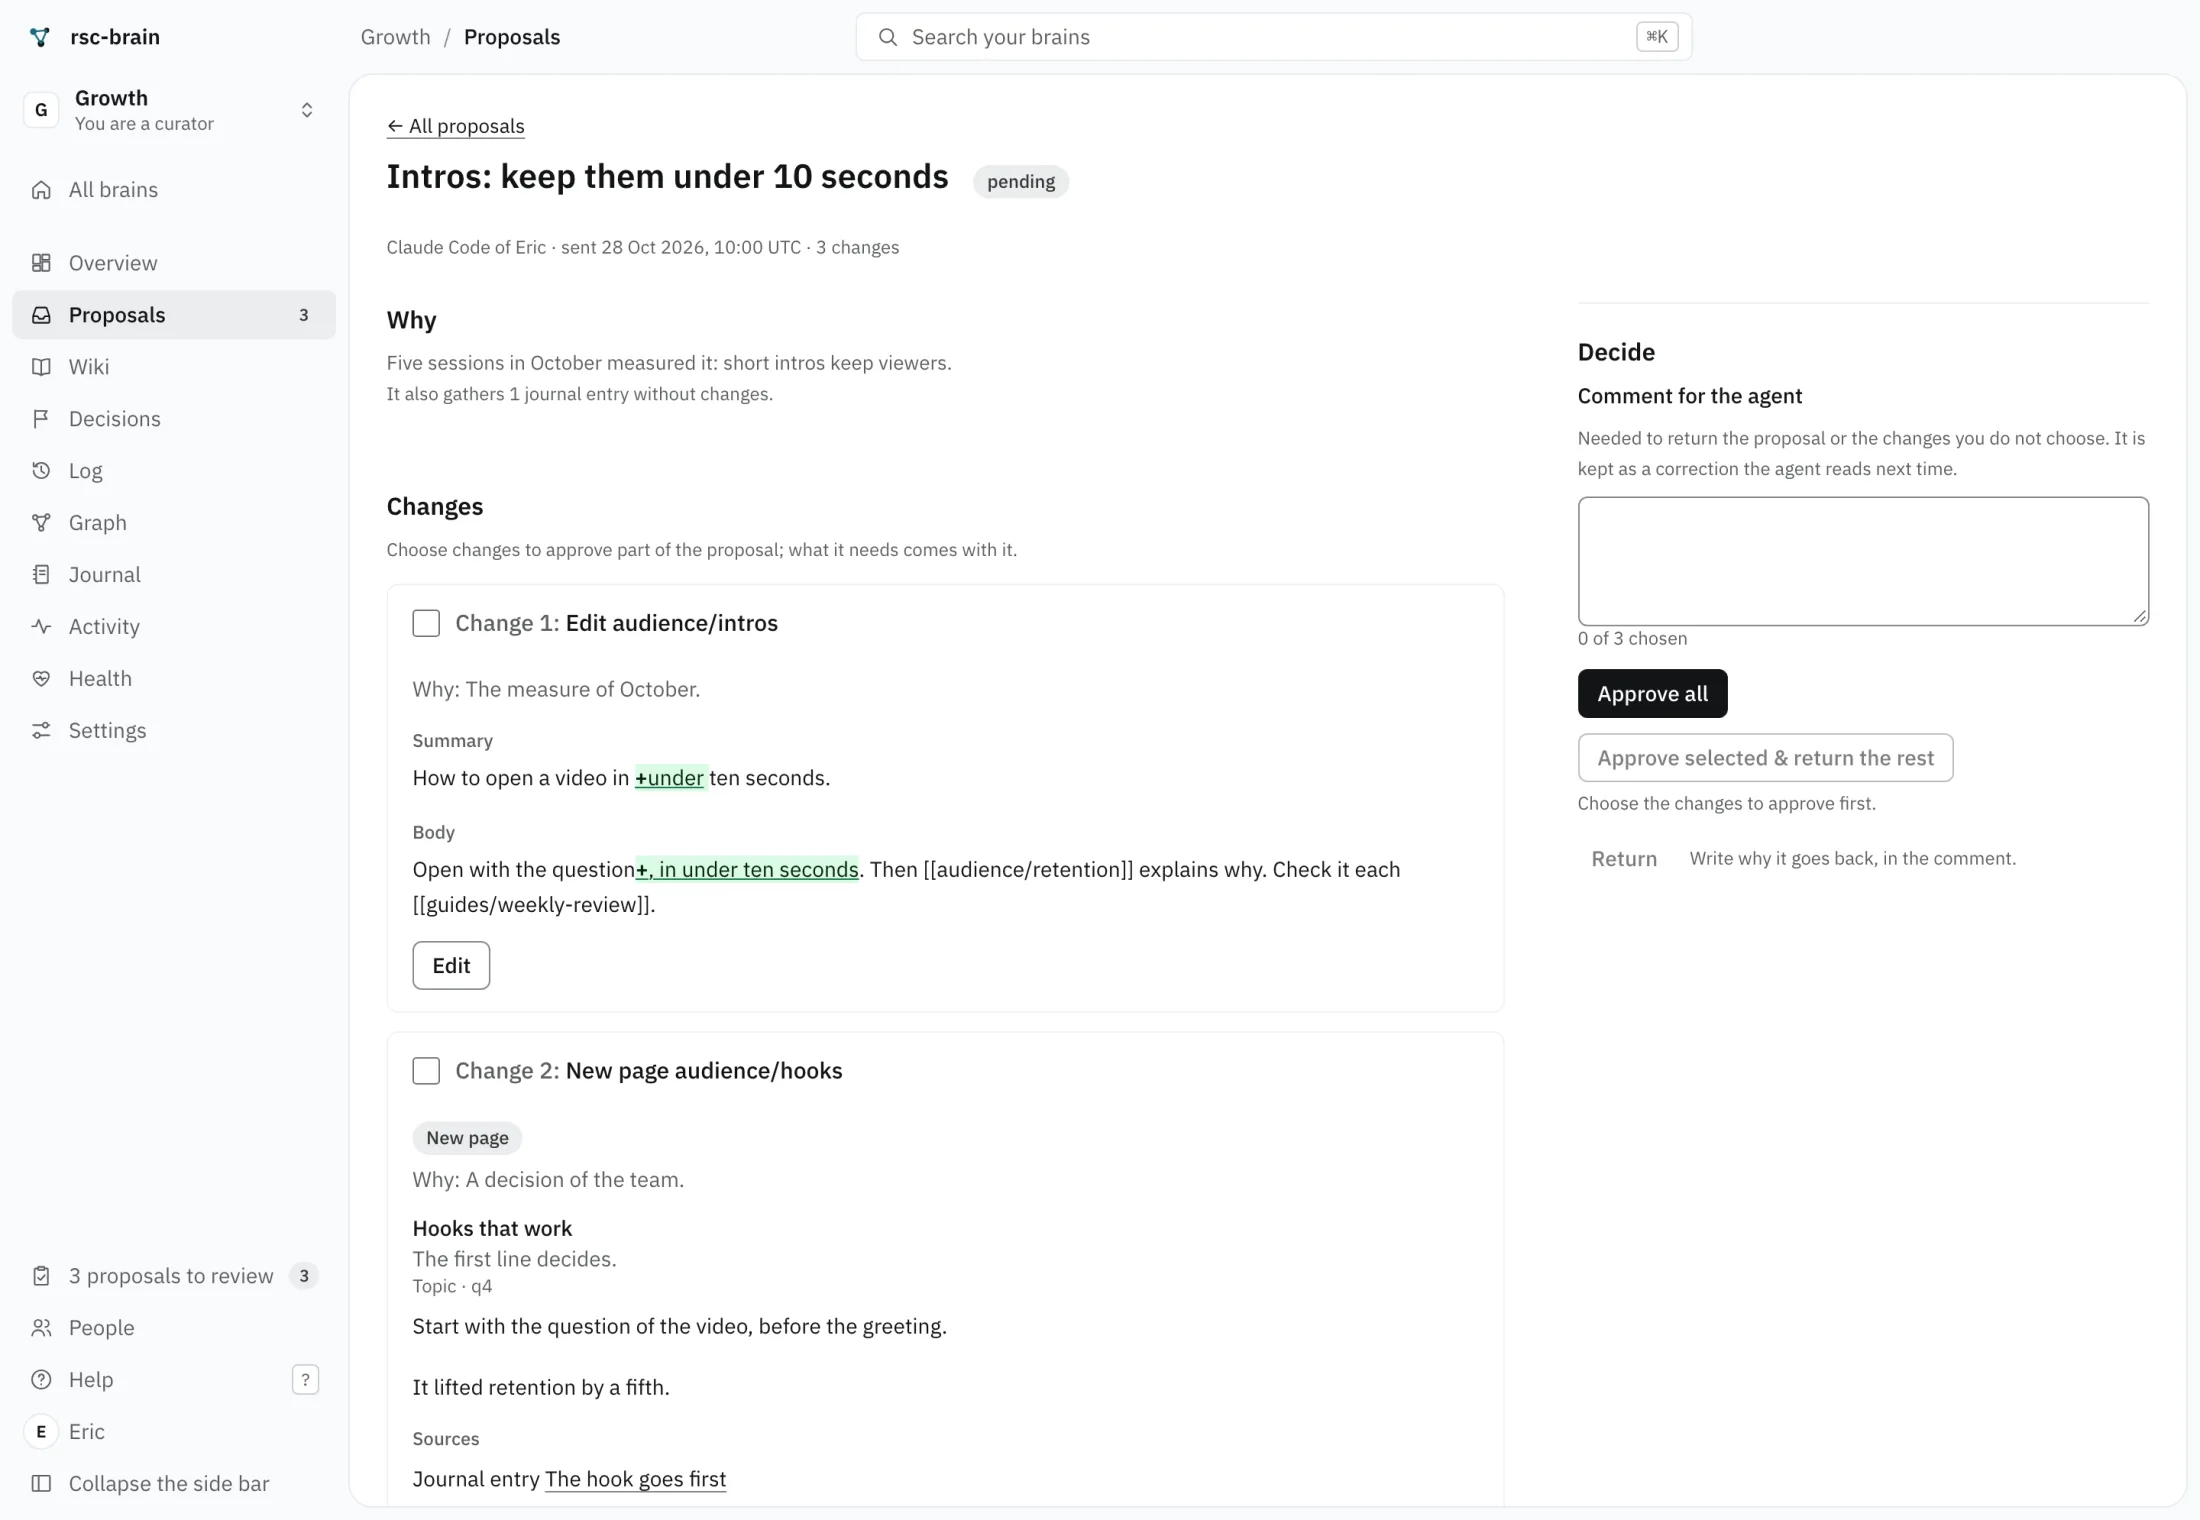 rsc-brain
Growth / Proposals
Search your brains
⌘K
G
Growth
You are a curator
All brains
Overview
Proposals 3
Wiki
Decisions
Log
Graph
Journal
Activity
Health
Settings
3 proposals to review 3
People
Help ?
E Eric
Collapse the side bar
← All proposals
Intros: keep them under 10 seconds pending
Claude Code of Eric · sent 28 Oct 2026, 10:00 UTC · 3 changes
Why
Five sessions in October measured it: short intros keep viewers.
It also gathers 1 journal entry without changes.
Changes
Choose changes to approve part of the proposal; what it needs comes with it.
Change 1: Edit audience/intros
Why: The measure of October.
Summary
How to open a video in +under ten seconds.
Body
Open with the question+, in under ten seconds. Then [[audience/retention]] explains why. Check it each
[[guides/weekly-review]].
Edit
Change 2: New page audience/hooks
New page
Why: A decision of the team.
Hooks that work
The first line decides.
Topic · q4
Start with the question of the video, before the greeting.
It lifted retention by a fifth.
Sources
Journal entry The hook goes first
Decide
Comment for the agent
Needed to return the proposal or the changes you do not choose. It is
kept as a correction the agent reads next time.
0 of 3 chosen
Approve all
Approve selected & return the rest
Choose the changes to approve first.
Return Write why it goes back, in the comment.